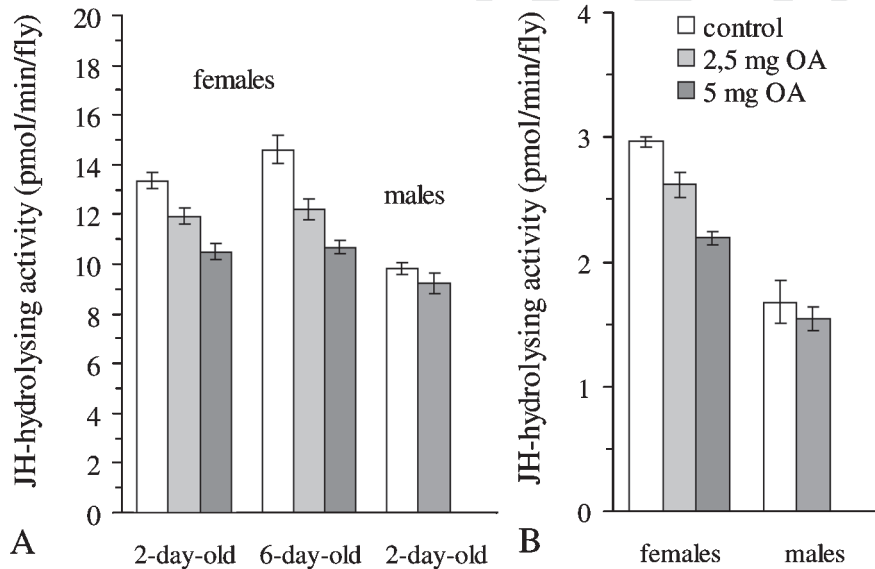 JH-hydrolysing activity (pmol/min/fly)
20
18
16
14
12
10
8
6
4
2
0
females
males
2-day-old 6-day-old 2-day-old
A
JH-hydrolysing activity (pmol/min/fly)
4
3
2
1
0
control
2,5 mg OA
5 mg OA
females males
B